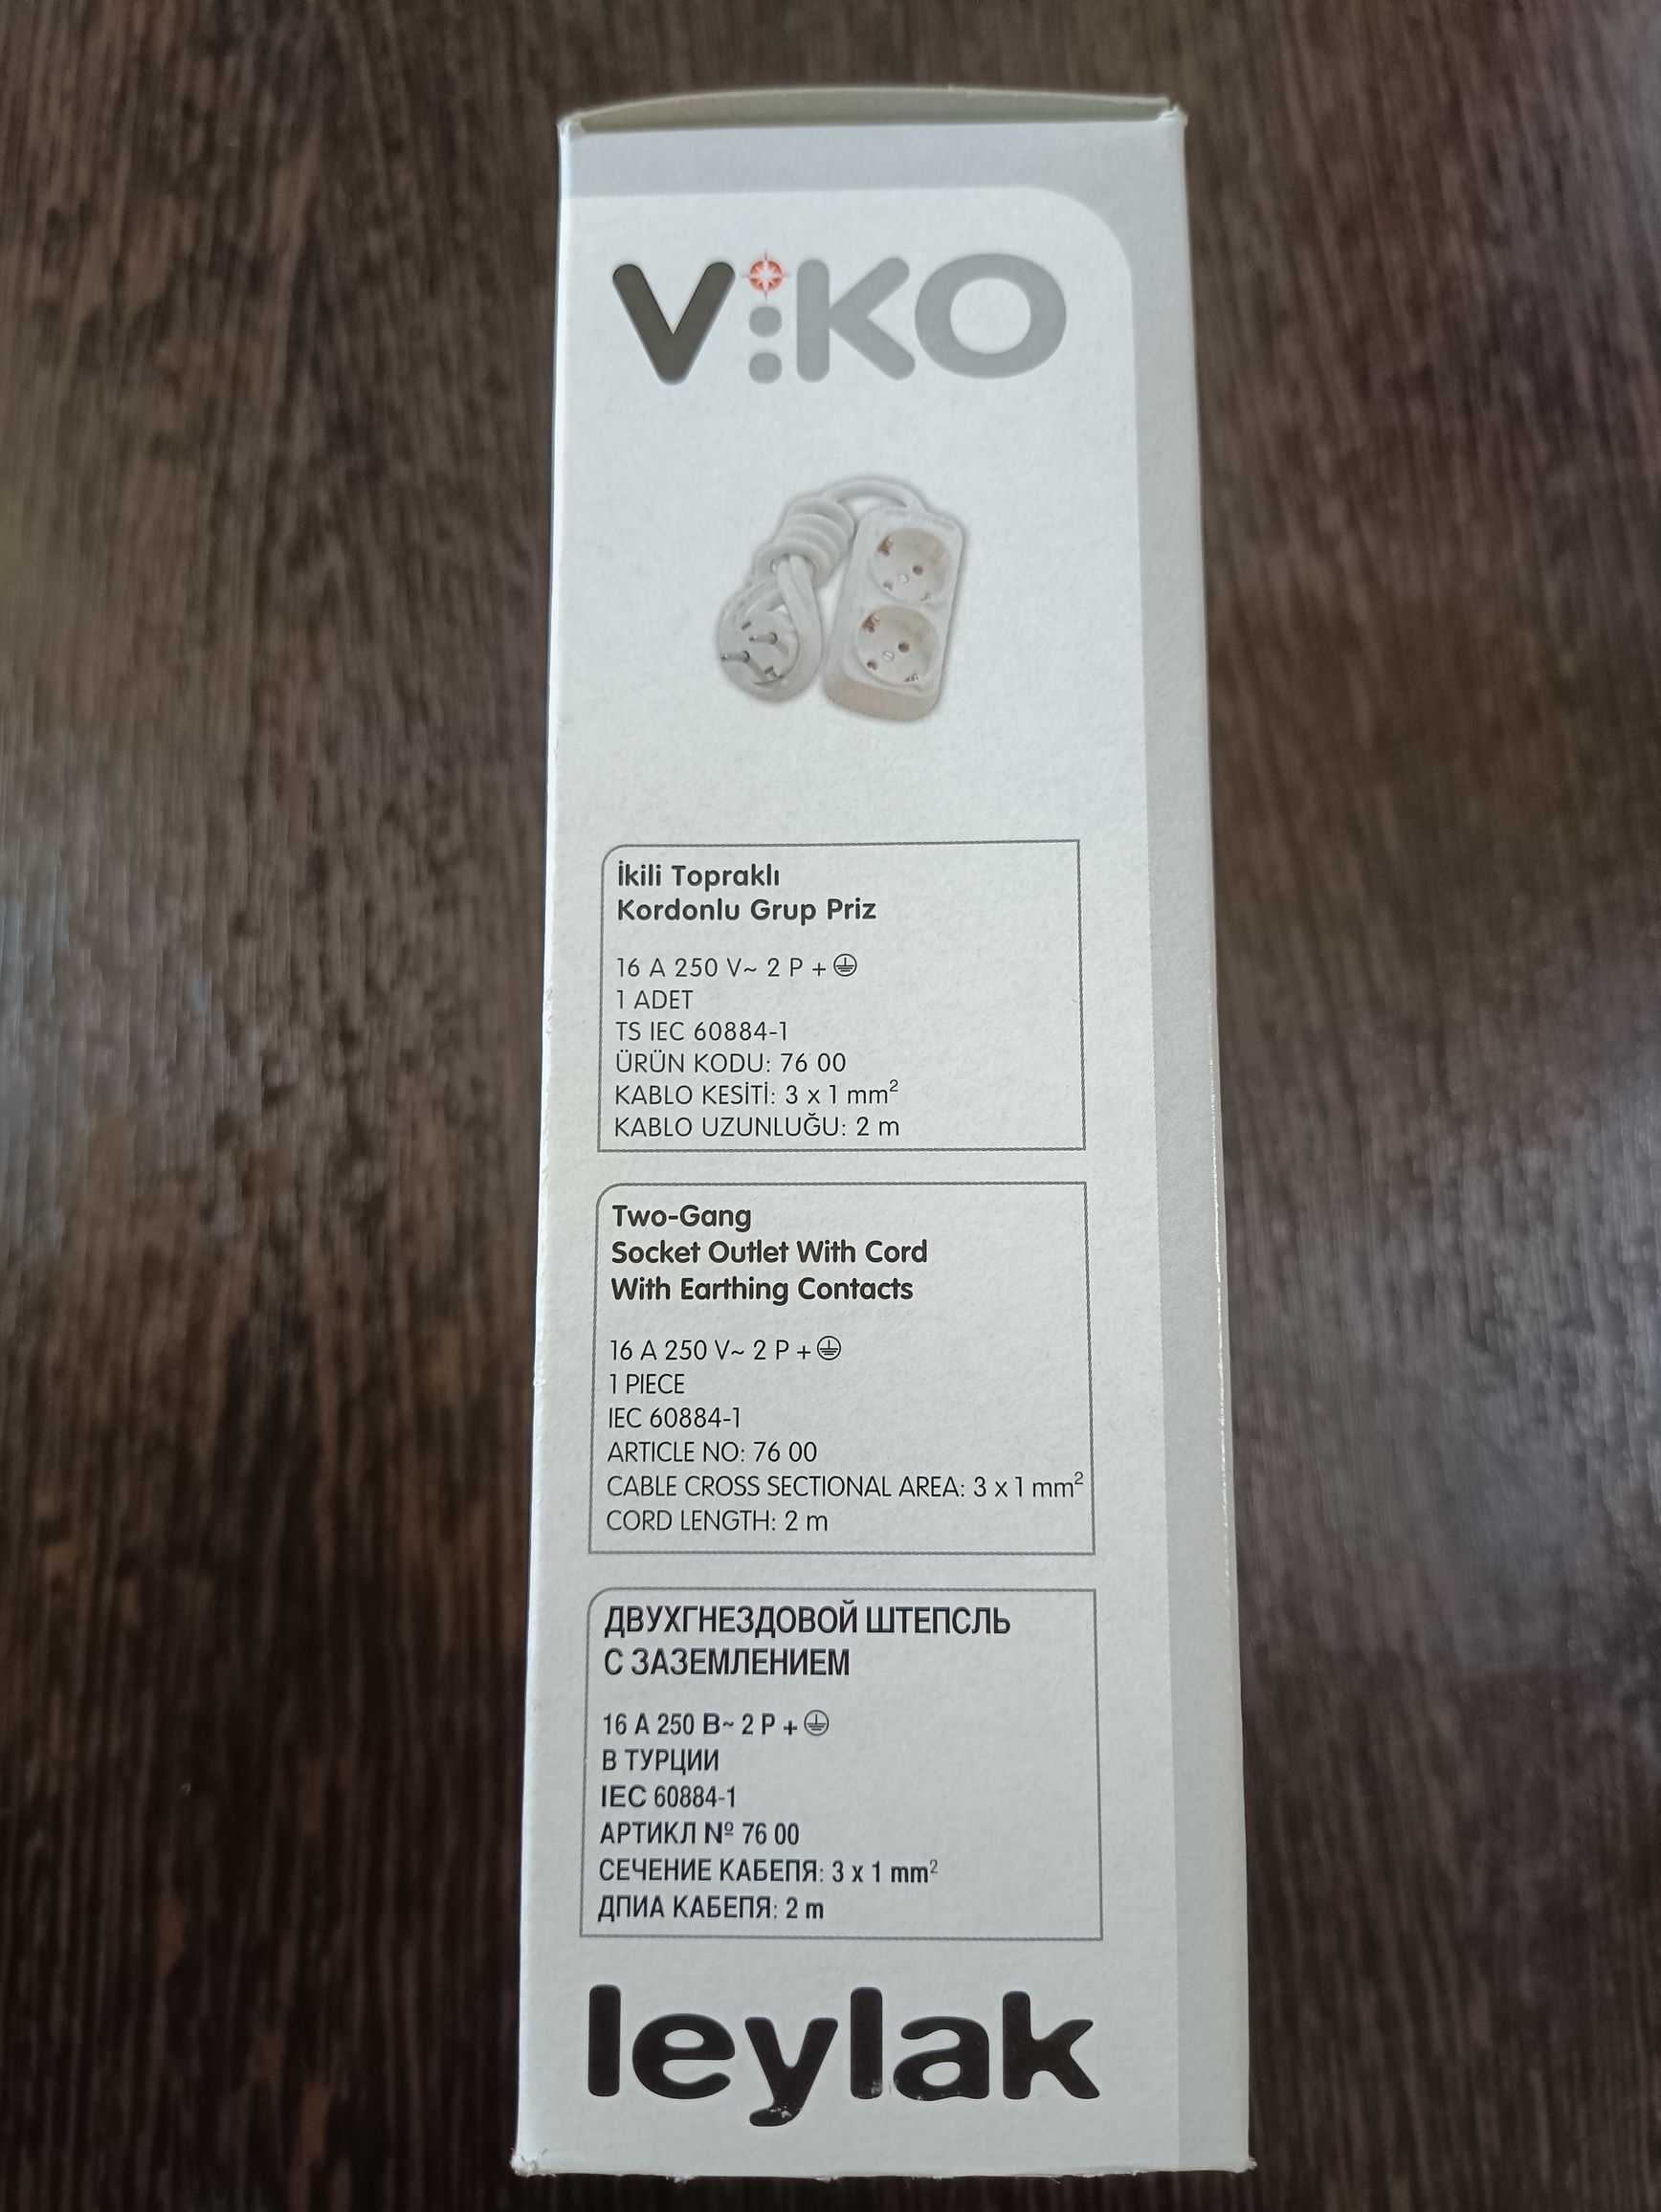 ViKO
İkili Topraklı
Kordonlu Grup Priz
16 A 250 V~ 2 P + ⏚
1 ADET
TS IEC 60884-1
ÜRÜN KODU: 76 00
KABLO KESİTİ: 3 x 1 mm²
KABLO UZUNLUĞU: 2 m
Two-Gang
Socket Outlet With Cord
With Earthing Contacts
16 A 250 V~ 2 P + ⏚
1 PIECE
IEC 60884-1
ARTICLE NO: 76 00
CABLE CROSS SECTIONAL AREA: 3 x 1 mm²
CORD LENGTH: 2 m
ДВУХГНЕЗДОВОЙ ШТЕПСЛЬ
С ЗАЗЕМЛЕНИЕМ
16 А 250 В~ 2 P + ⏚
В ТУРЦИИ
IEC 60884-1
АРТИКЛ № 76 00
СЕЧЕНИЕ КАБЕПЯ: 3 x 1 mm²
ДПИА КАБЕПЯ: 2 m
leylak